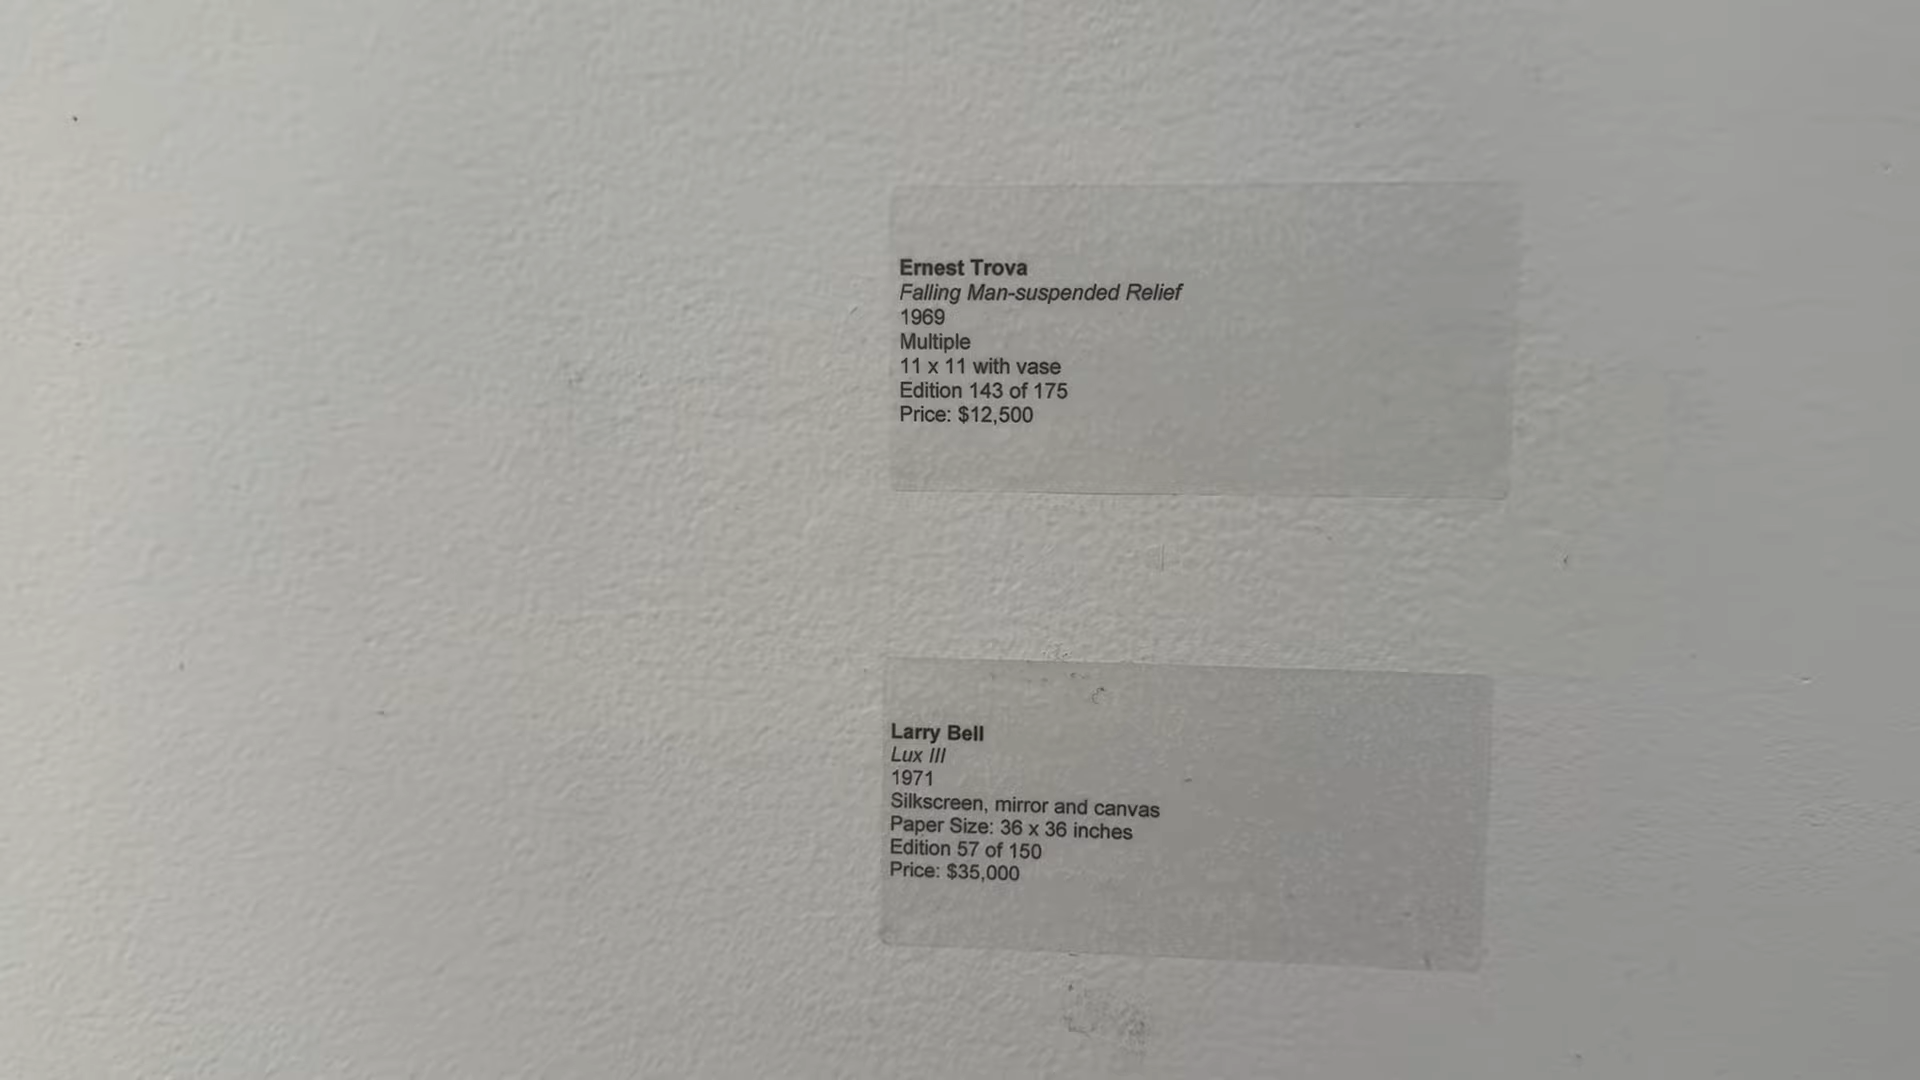 Ernest Trova
Falling Man-suspended Relief
1969
Multiple
11 x 11 with vase
Edition 143 of 175
Price: $12,500
Larry Bell
Lux III
1971
Silkscreen, mirror and canvas
Paper Size: 36 x 36 inches
Edition 57 of 150
Price: $35,000